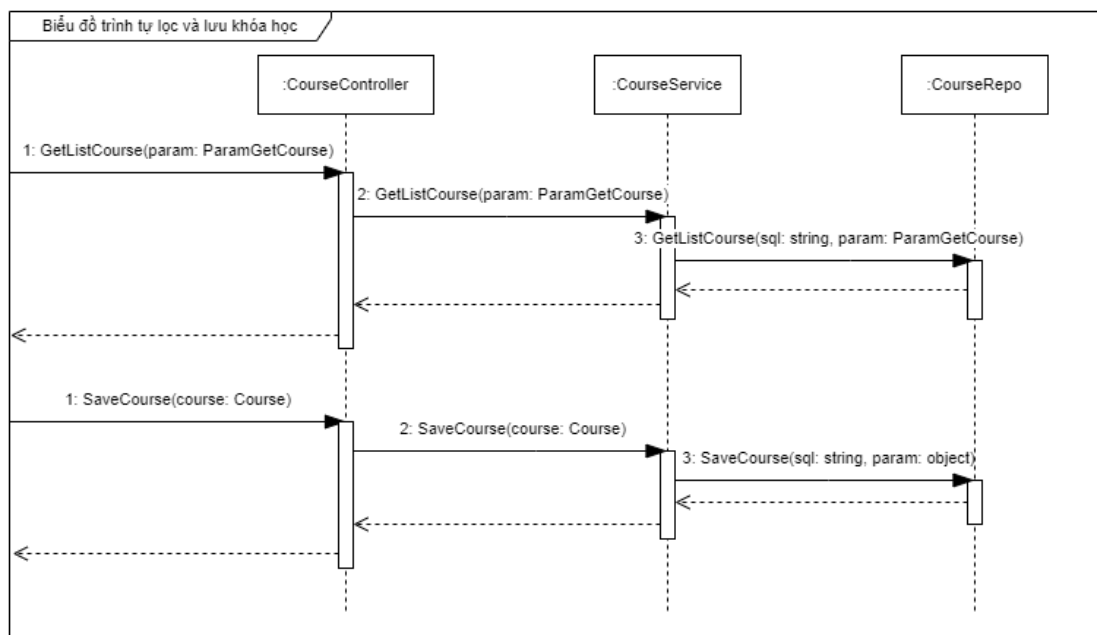 Biểu đồ trình tự lọc và lưu khóa học
:CourseController
:CourseService
:CourseRepo
1: GetListCourse(param: ParamGetCourse)
2: GetListCourse(param: ParamGetCourse)
3: GetListCourse(sql: string, param: ParamGetCourse)
1: SaveCourse(course: Course)
2: SaveCourse(course: Course)
3: SaveCourse(sql: string, param: object)